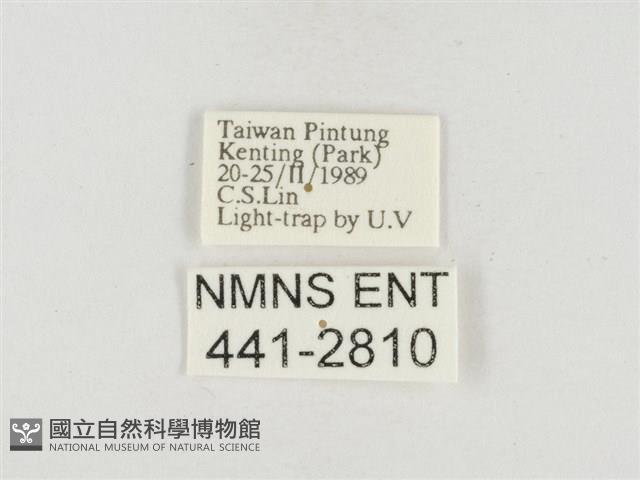 Taiwan Pintung
Kenting (Park)
20-25/II/1989
C.S.Lin
Light-trap by U.V
NMNS ENT
441-2810
國立自然科學博物館
NATIONAL MUSEUM OF NATURAL SCIENCE